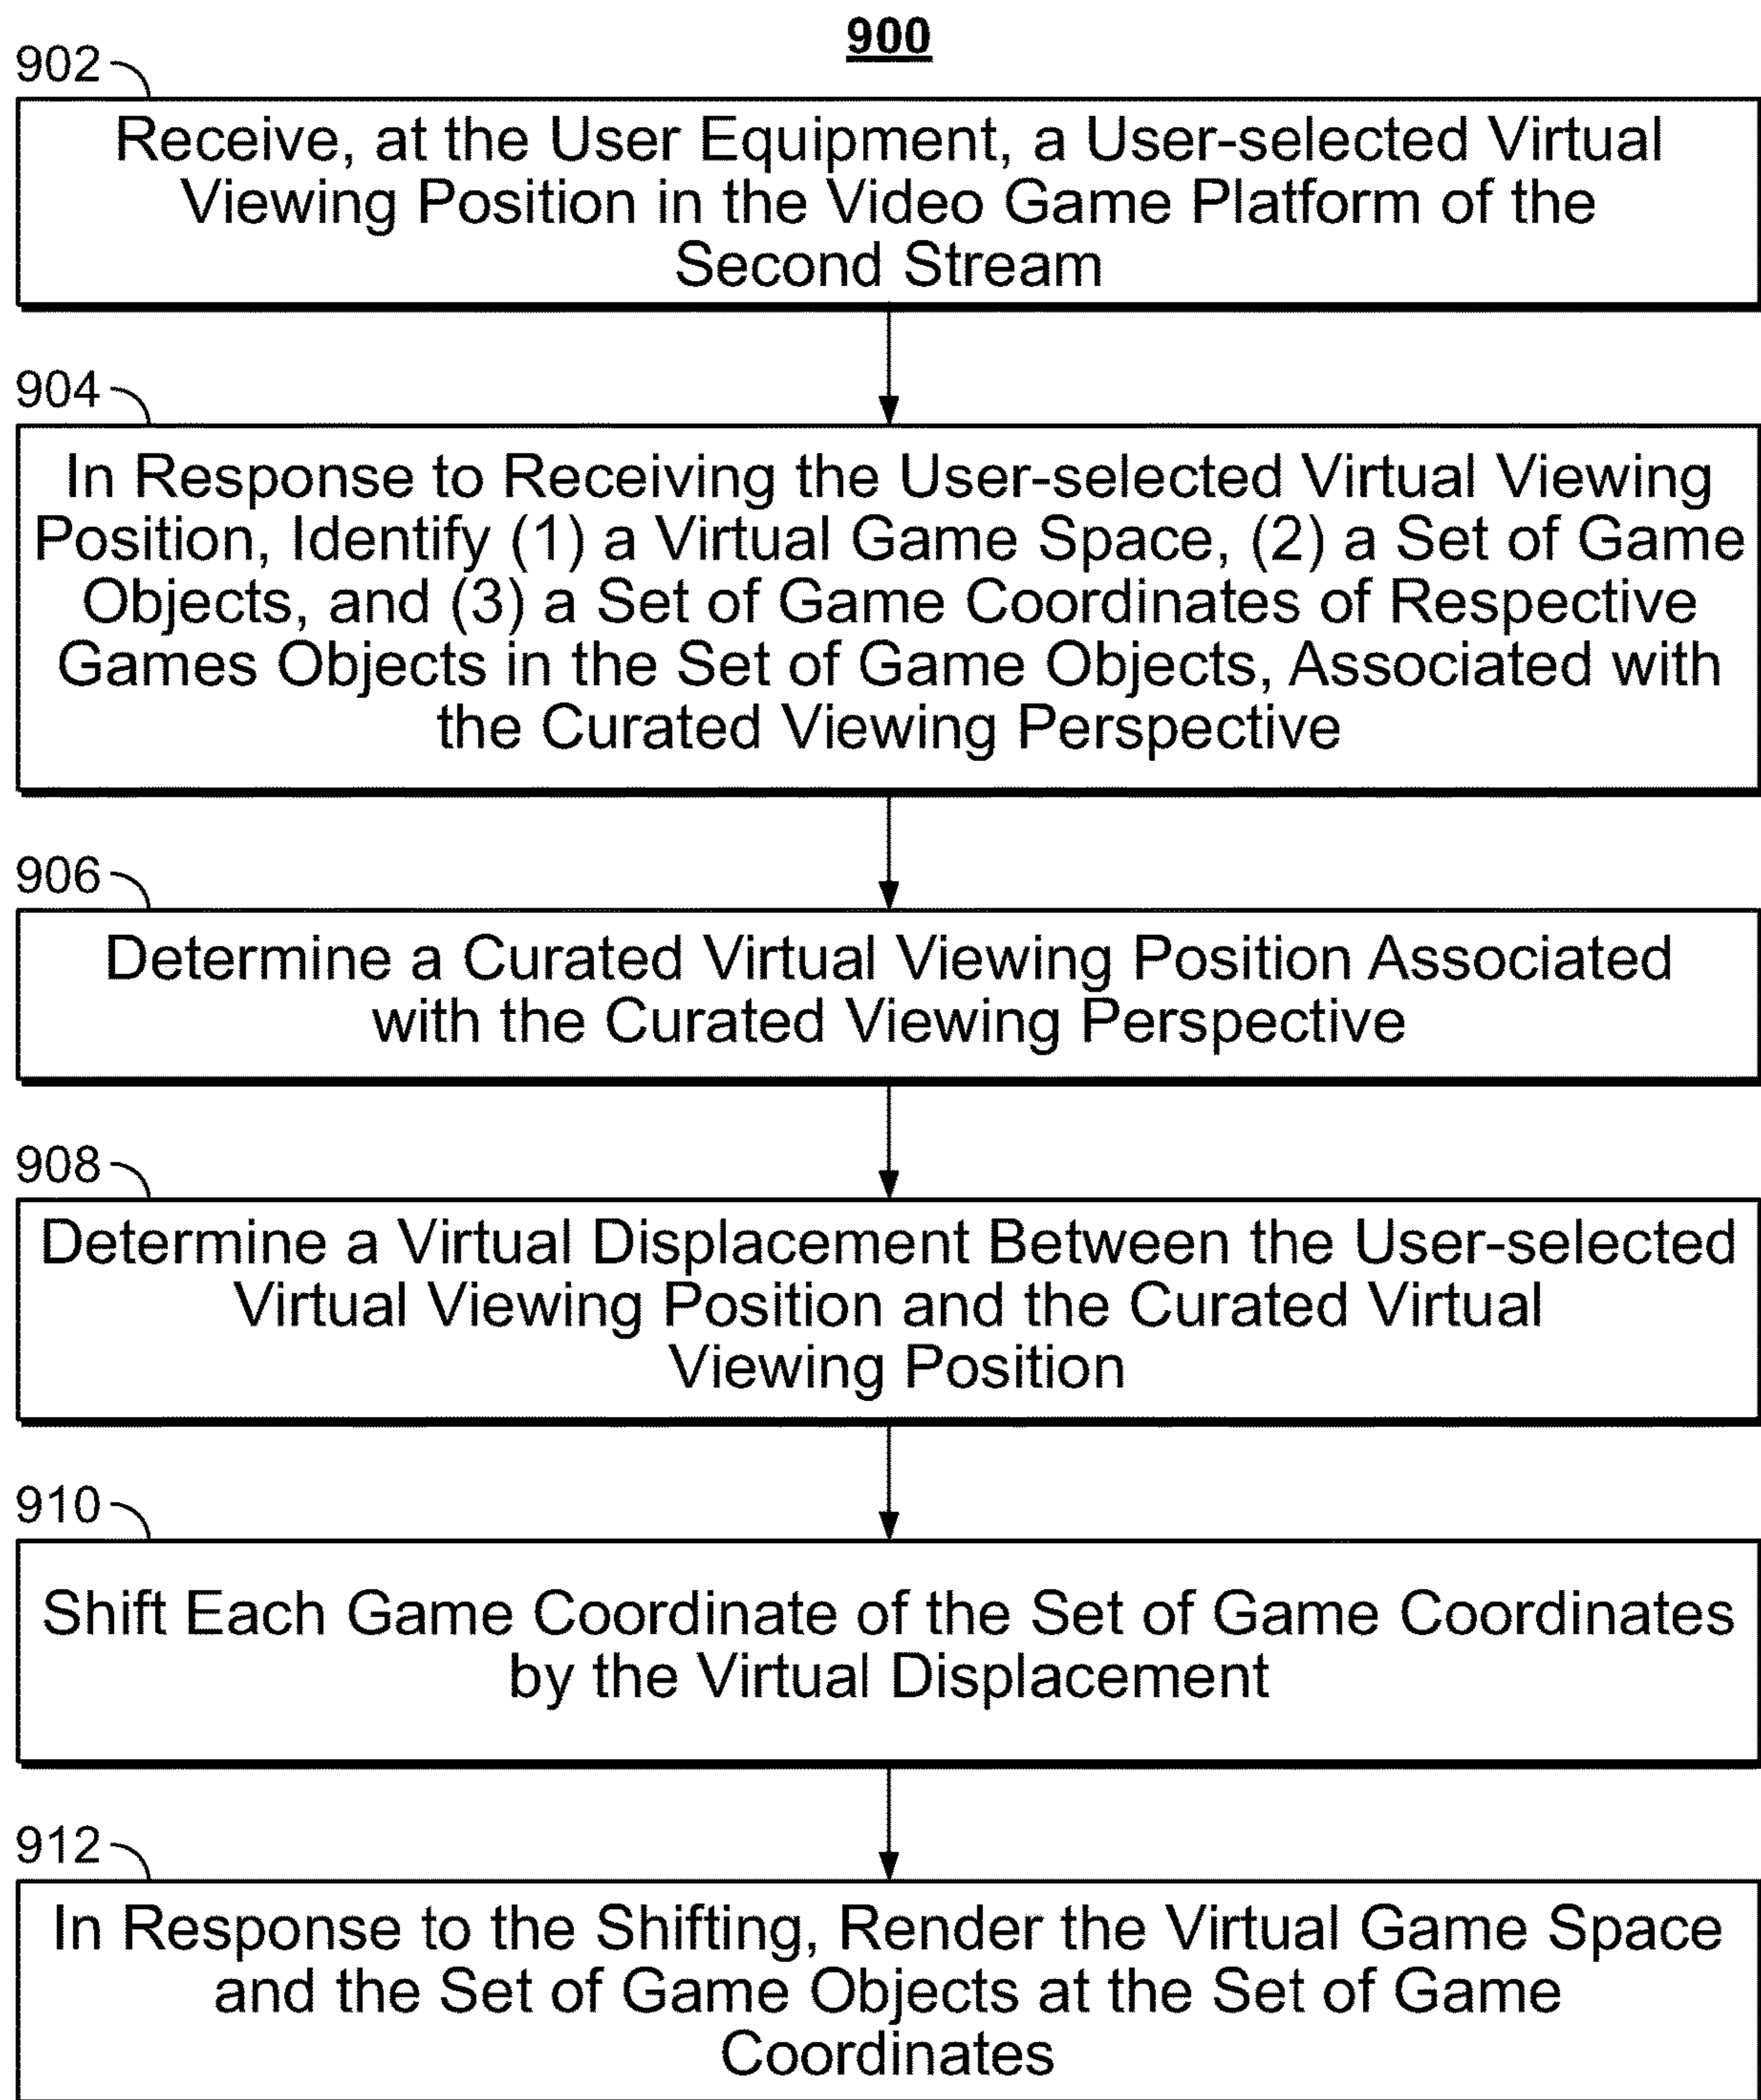 900
902
Receive, at the User Equipment, a User-selected Virtual
Viewing Position in the Video Game Platform of the
Second Stream
904
In Response to Receiving the User-selected Virtual Viewing
Position, Identify (1) a Virtual Game Space, (2) a Set of Game
Objects, and (3) a Set of Game Coordinates of Respective
Games Objects in the Set of Game Objects, Associated with
the Curated Viewing Perspective
906
Determine a Curated Virtual Viewing Position Associated
with the Curated Viewing Perspective
908
Determine a Virtual Displacement Between the User-selected
Virtual Viewing Position and the Curated Virtual
Viewing Position
910
Shift Each Game Coordinate of the Set of Game Coordinates
by the Virtual Displacement
912
In Response to the Shifting, Render the Virtual Game Space
and the Set of Game Objects at the Set of Game
Coordinates